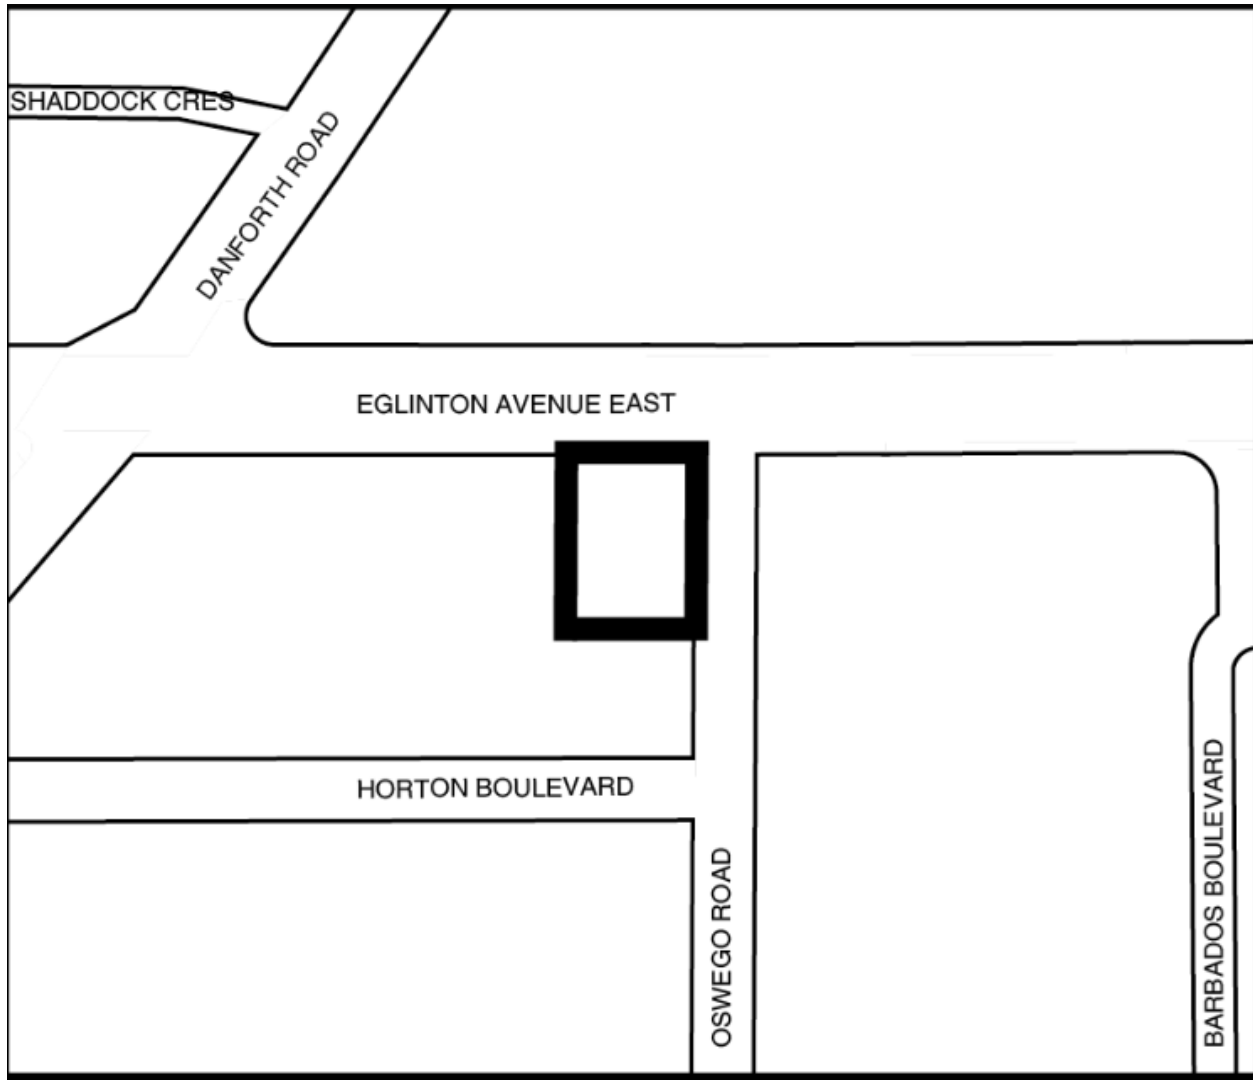 SHADDOCK CRES
DANFORTH ROAD
EGLINTON AVENUE EAST
HORTON BOULEVARD
OSWEGO ROAD
BARBADOS BOULEVARD